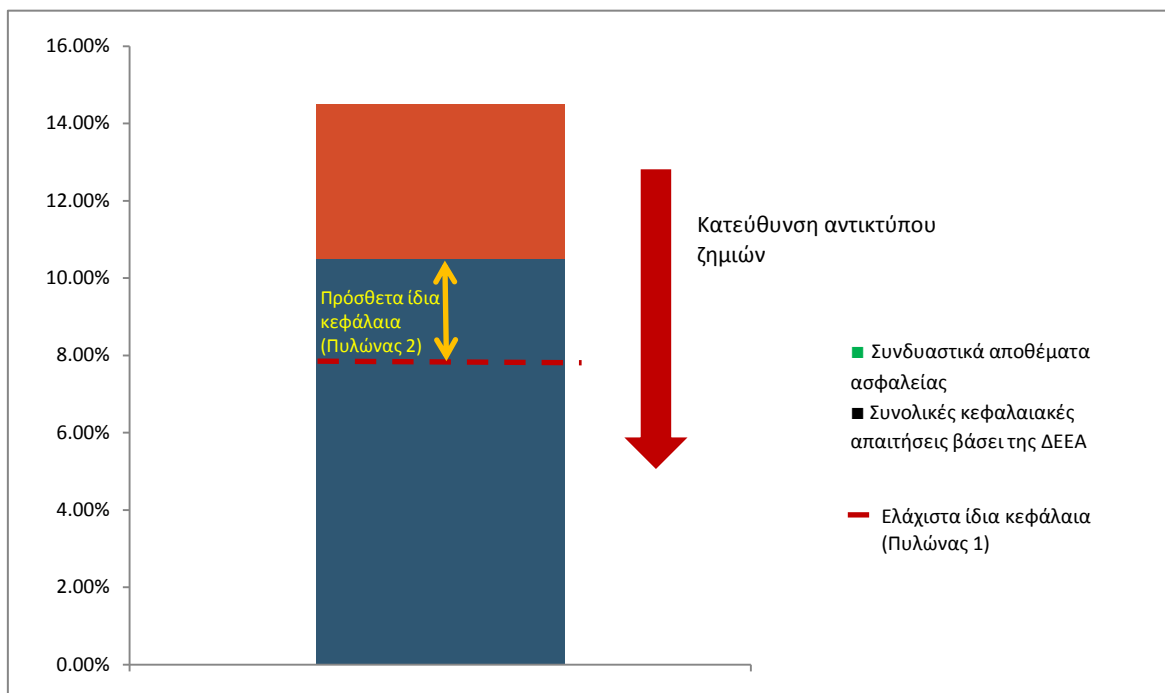 16.00%
14.00%
12.00%
10.00%
8.00%
6.00%
4.00%
2.00%
0.00%
Πρόσθετα ίδια
κεφάλαια
(Πυλώνας 2)
Κατεύθυνση αντικτύπου
ζημιών
Συνδυαστικά αποθέματα
ασφαλείας
Συνολικές κεφαλαιακές
απαιτήσεις βάσει της ΔΕΕΑ
Ελάχιστα ίδια κεφάλαια
(Πυλώνας 1)